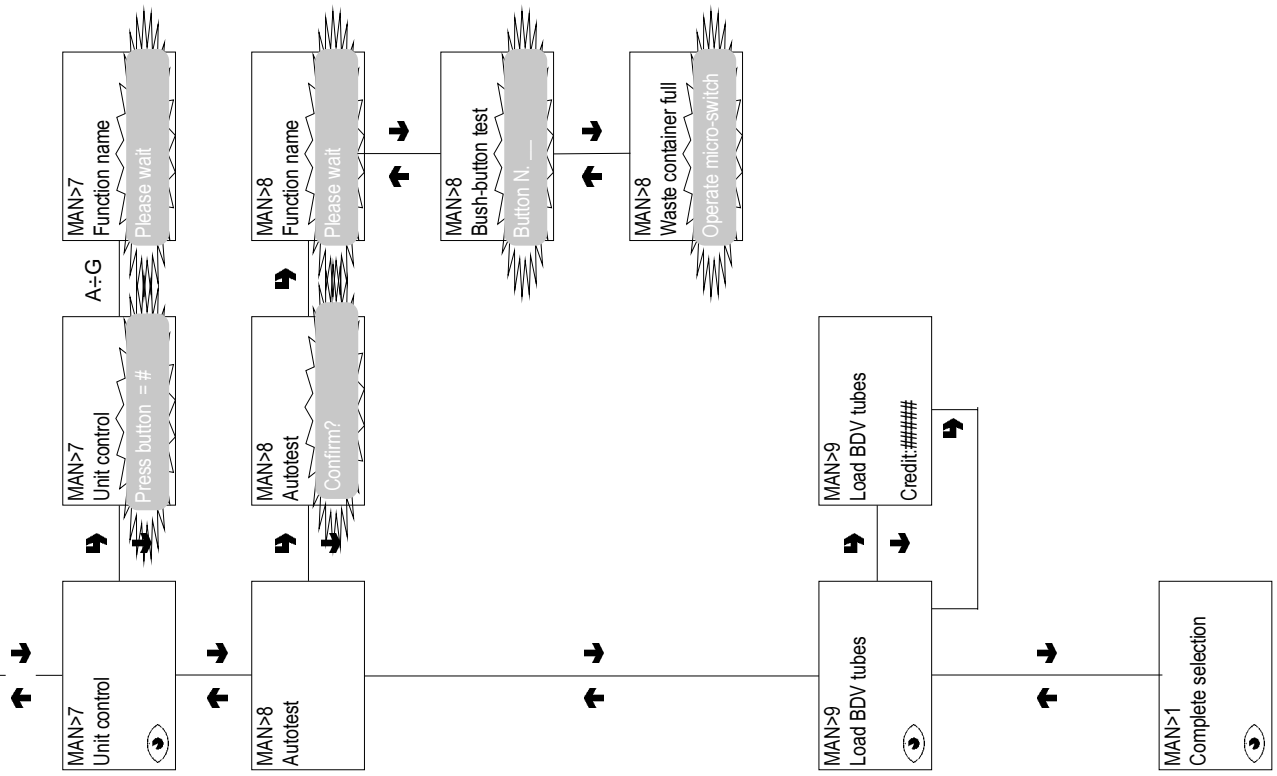 MAN>7
Unit control
MAN>7
Unit control
Press button = #
A÷G
MAN>7
Function name
Please wait
MAN>8
Autotest
MAN>8
Autotest
Confirm?
MAN>8
Function name
Please wait
MAN>8
Bush-button test
Button N. __
MAN>8
Waste container full
Operate micro-switch
MAN>9
Load BDV tubes
MAN>9
Load BDV tubes
Credit:#####
MAN>1
Complete selection